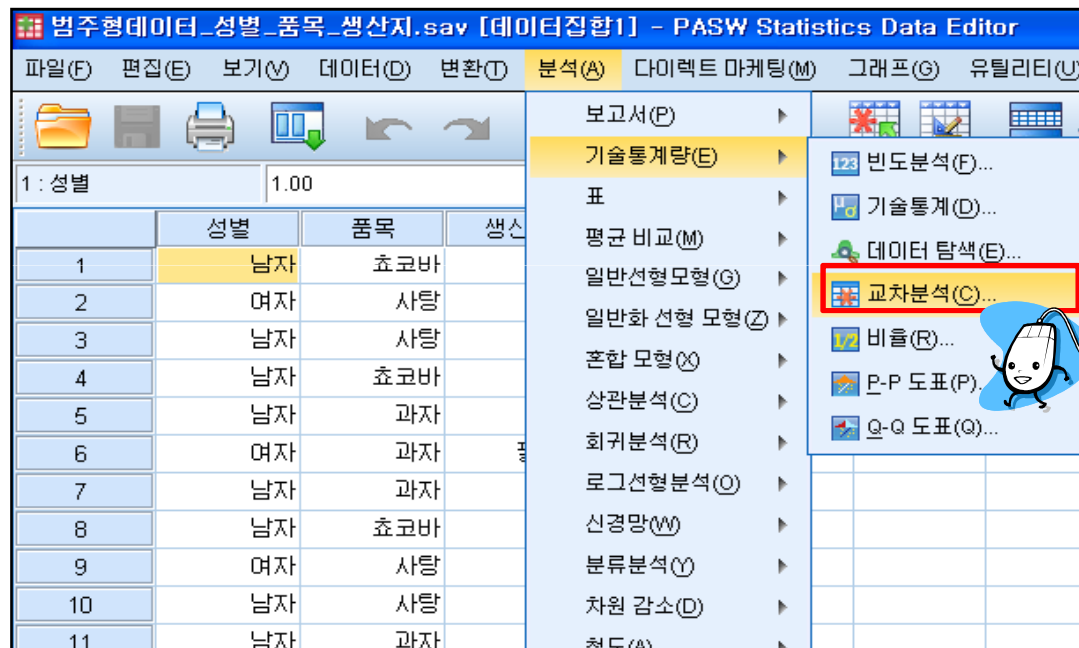 범주형데이터_성별_품목_생산지.sav [데이터집합1] - PASW Statistics Data Editor
파일(F) 편집(E) 보기(V) 데이터(D) 변환(T) 분석(A) 다이렉트 마케팅(M) 그래프(G) 유틸리티(U)
1 : 성별 1.00
성별 품목 생산
1 남자 쵸코바
2 여자 사탕
3 남자 사탕
4 남자 쵸코바
5 남자 과자
6 여자 과자
7 남자 과자
8 남자 쵸코바
9 여자 사탕
10 남자 사탕
11 남자 과자
보고서(P)
기술통계량(E)
표
평균 비교(M)
일반선형모형(G)
일반화 선형 모형(Z)
혼합 모형(X)
상관분석(C)
회귀분석(R)
로그선형분석(O)
신경망(W)
분류분석(Y)
차원 감소(D)
척도(A)
123 빈도분석(F)...
기술통계(D)...
데이터 탐색(E)...
교차분석(C)...
1/2 비율(R)...
P-P 도표(P)...
Q-Q 도표(Q)...